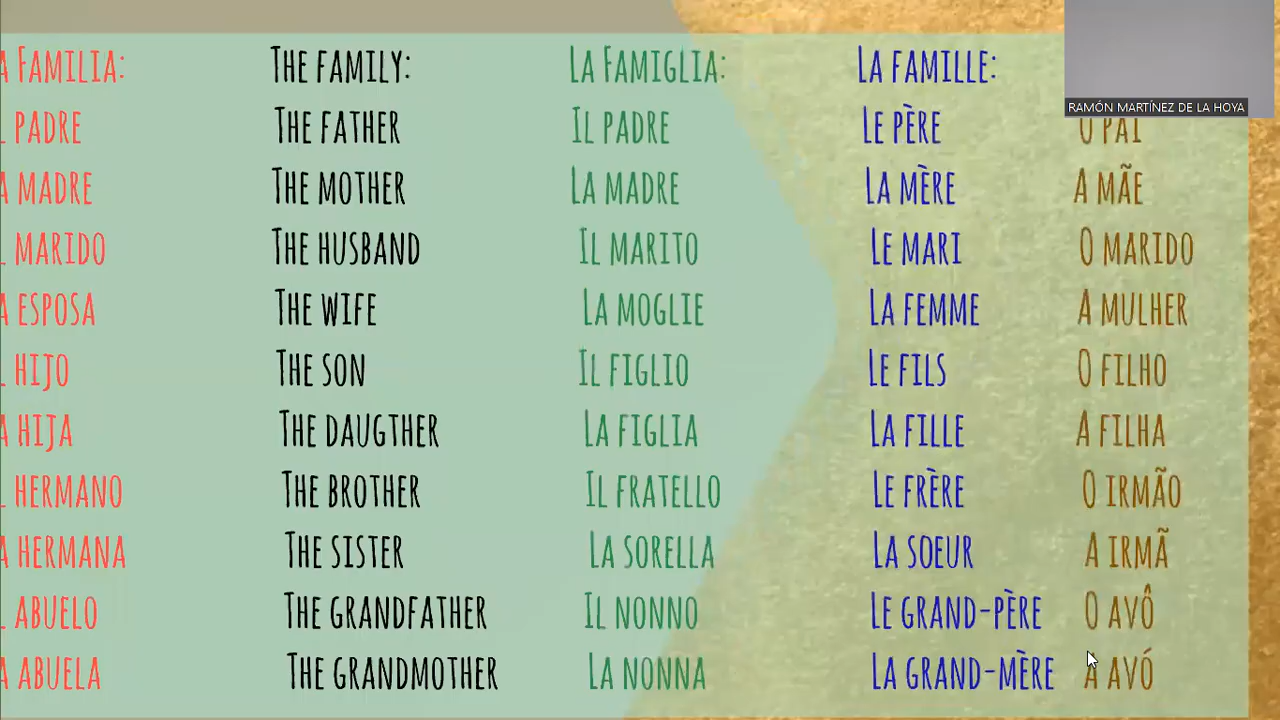 A FAMILIA: THE FAMILY: LA FAMIGLIA: LA FAMILLE:
RAMÓN MARTÍNEZ DE LA HOYA
L PADRE THE FATHER IL PADRE LE PÈRE O PAI
A MADRE THE MOTHER LA MADRE LA MÈRE A MÃE
L MARIDO THE HUSBAND IL MARITO LE MARI O MARIDO
A ESPOSA THE WIFE LA MOGLIE LA FEMME A MULHER
L HIJO THE SON IL FIGLIO LE FILS O FILHO
A HIJA THE DAUGTHER LA FIGLIA LA FILLE A FILHA
L HERMANO THE BROTHER IL FRATELLO LE FRÈRE O IRMÃO
A HERMANA THE SISTER LA SORELLA LA SOEUR A IRMÃ
L ABUELO THE GRANDFATHER IL NONNO LE GRAND-PÈRE O AVÔ
A ABUELA THE GRANDMOTHER LA NONNA LA GRAND-MÈRE A AVÓ